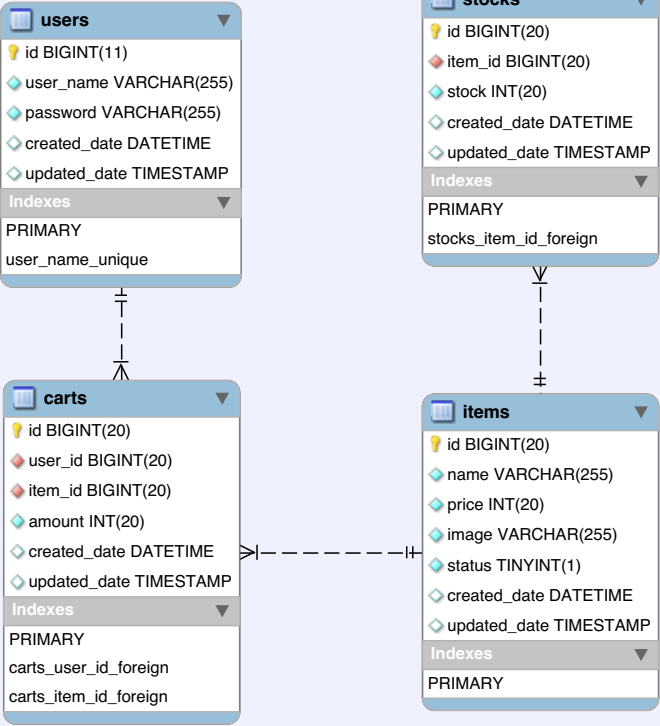 users
id BIGINT(11)
user_name VARCHAR(255)
password VARCHAR(255)
created_date DATETIME
updated_date TIMESTAMP
Indexes
PRIMARY
user_name_unique
stocks
id BIGINT(20)
item_id BIGINT(20)
stock INT(20)
created_date DATETIME
updated_date TIMESTAMP
Indexes
PRIMARY
stocks_item_id_foreign
carts
id BIGINT(20)
user_id BIGINT(20)
item_id BIGINT(20)
amount INT(20)
created_date DATETIME
updated_date TIMESTAMP
Indexes
PRIMARY
carts_user_id_foreign
carts_item_id_foreign
items
id BIGINT(20)
name VARCHAR(255)
price INT(20)
image VARCHAR(255)
status TINYINT(1)
created_date DATETIME
updated_date TIMESTAMP
Indexes
PRIMARY